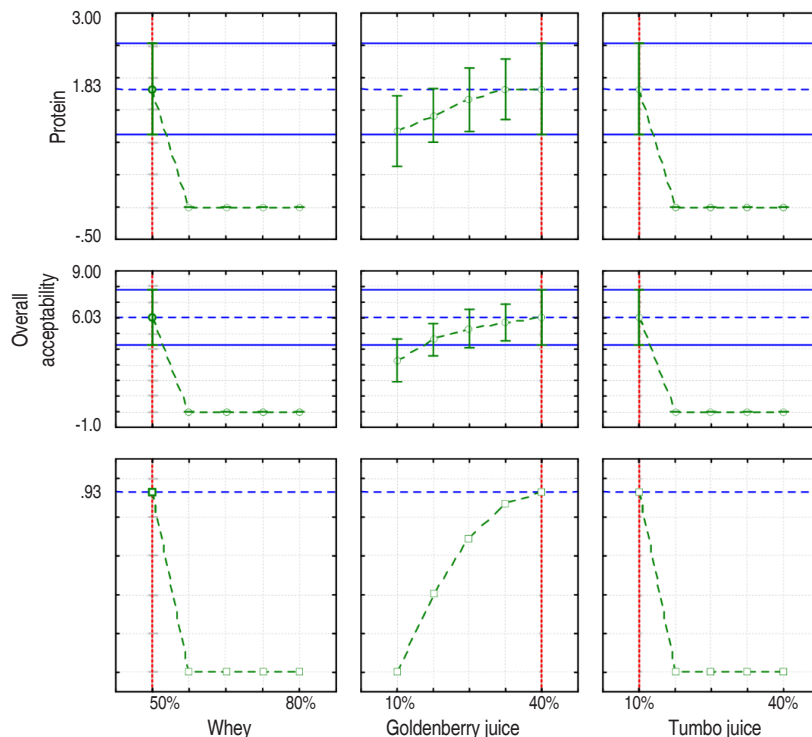 3.00
1.83
Protein
-.50
9.00
6.03
Overall
acceptability
-1.0
.93
50% 80% 10% 40% 10% 40%
Whey Goldenberry juice Tumbo juice